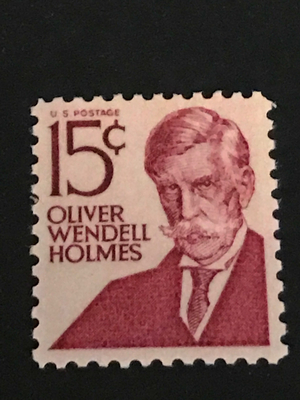 U S POSTAGE
15¢
OLIVER
WENDELL
HOLMES